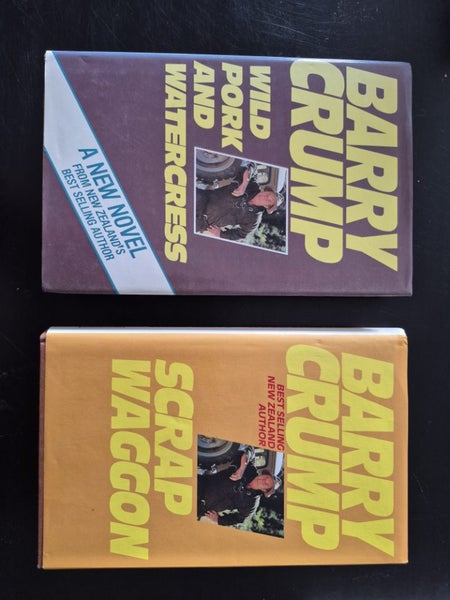 BARRY
CRUMP
WILD
PORK
AND
WATERCRESS
A NEW NOVEL
FROM NEW ZEALAND'S
BEST SELLING AUTHOR
BARRY
CRUMP
BEST SELLING
NEW ZEALAND
AUTHOR
SCRAP
WAGGON